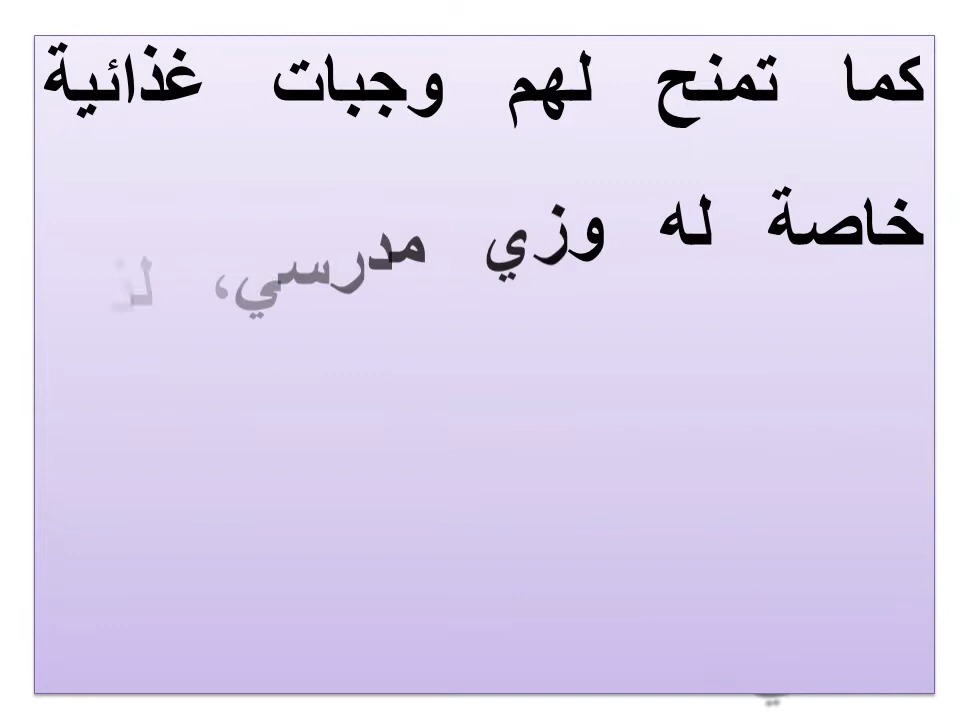 كما تمنح لهم وجبات غذائية
خاصة له وزي مدرسي،